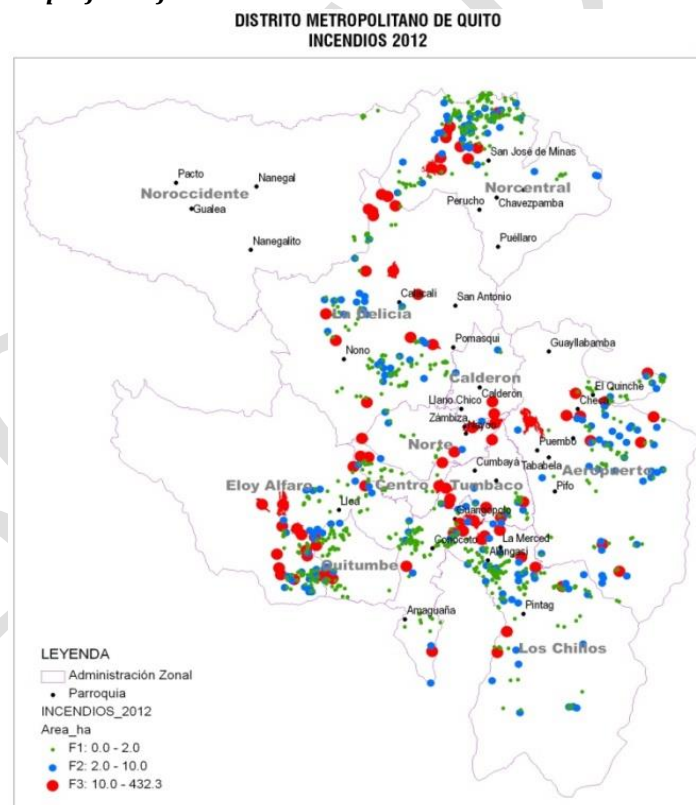 DISTRITO METROPOLITANO DE QUITO
INCENDIOS 2012
San José de Minas
Pacto
Nanegal
Noroccidente
Norcentral
Gualea
Perucho
Chavezpamba
Nanegalito
Puéllaro
Calacalí
San Antonio
La Delicia
Pomasqui
Guayllabamba
Nono
Calderon
El Quinche
Calderón
Llano Chico
Checa
Zámbiza
Nayón
Norte
Puembo
Cumbayá
Tababela
Aeropuerto
Eloy Alfaro
Centro
Tumbaco
Pifo
Lloa
Guangopolo
Conocoto
La Merced
Alangasí
Quitumbe
Amaguaña
Pintag
Los Chillos
LEYENDA
Administración Zonal
Parroquia
INCENDIOS_2012
Area_ha
F1: 0.0 - 2.0
F2: 2.0 - 10.0
F3: 10.0 - 432.3